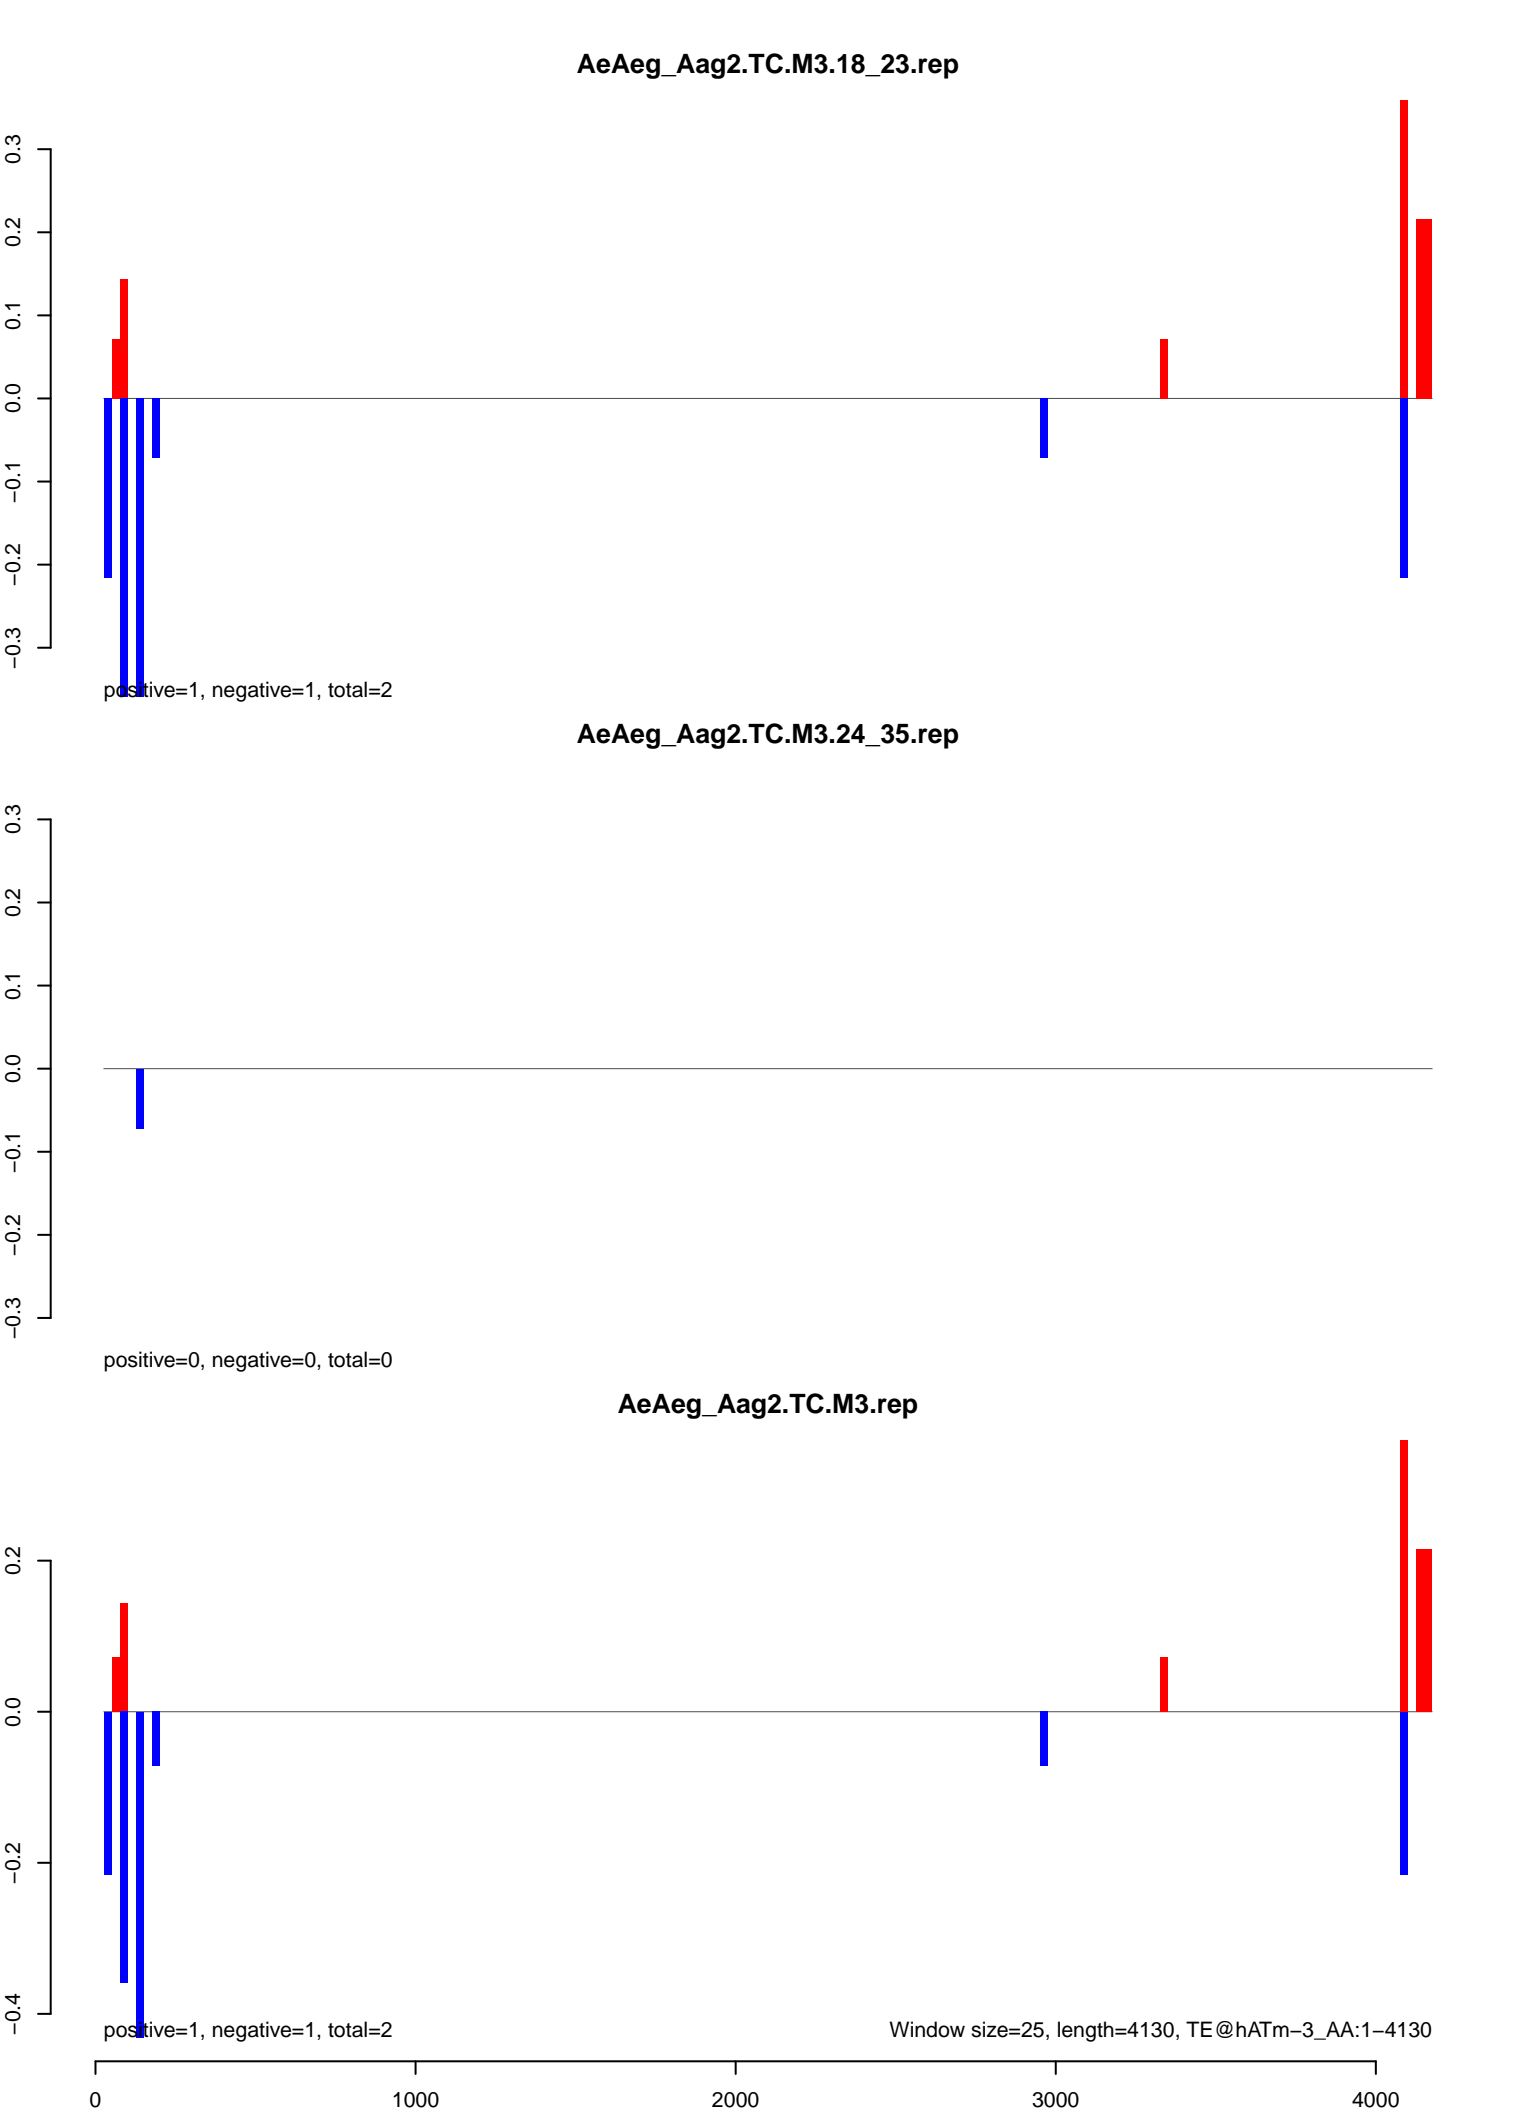 AeAeg_Aag2.TC.M3.18_23.rep
0.3
0.2
0.1
0.0
−0.1
−0.2
−0.3
positive=1, negative=1, total=2
AeAeg_Aag2.TC.M3.24_35.rep
0.3
0.2
0.1
0.0
−0.1
−0.2
−0.3
positive=0, negative=0, total=0
AeAeg_Aag2.TC.M3.rep
0.2
0.0
−0.2
−0.4
positive=1, negative=1, total=2
Window size=25, length=4130, TE@hATm−3_AA:1−4130
0 1000 2000 3000 4000